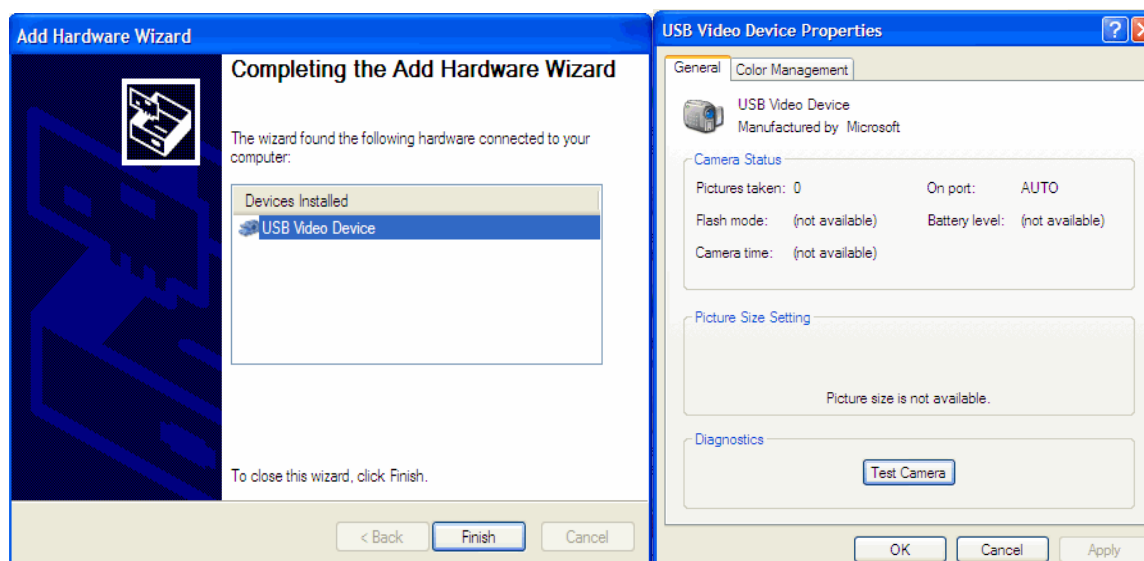 Add Hardware Wizard
Completing the Add Hardware Wizard
The wizard found the following hardware connected to your
computer:
Devices Installed
USB Video Device
To close this wizard, click Finish.
< Back
Finish
Cancel
USB Video Device Properties
?
General
Color Management
USB Video Device
Manufactured by Microsoft
Camera Status
Pictures taken: 0 On port: AUTO
Flash mode: (not available) Battery level: (not available)
Camera time: (not available)
Picture Size Setting
Picture size is not available.
Diagnostics
Test Camera
OK
Cancel
Apply